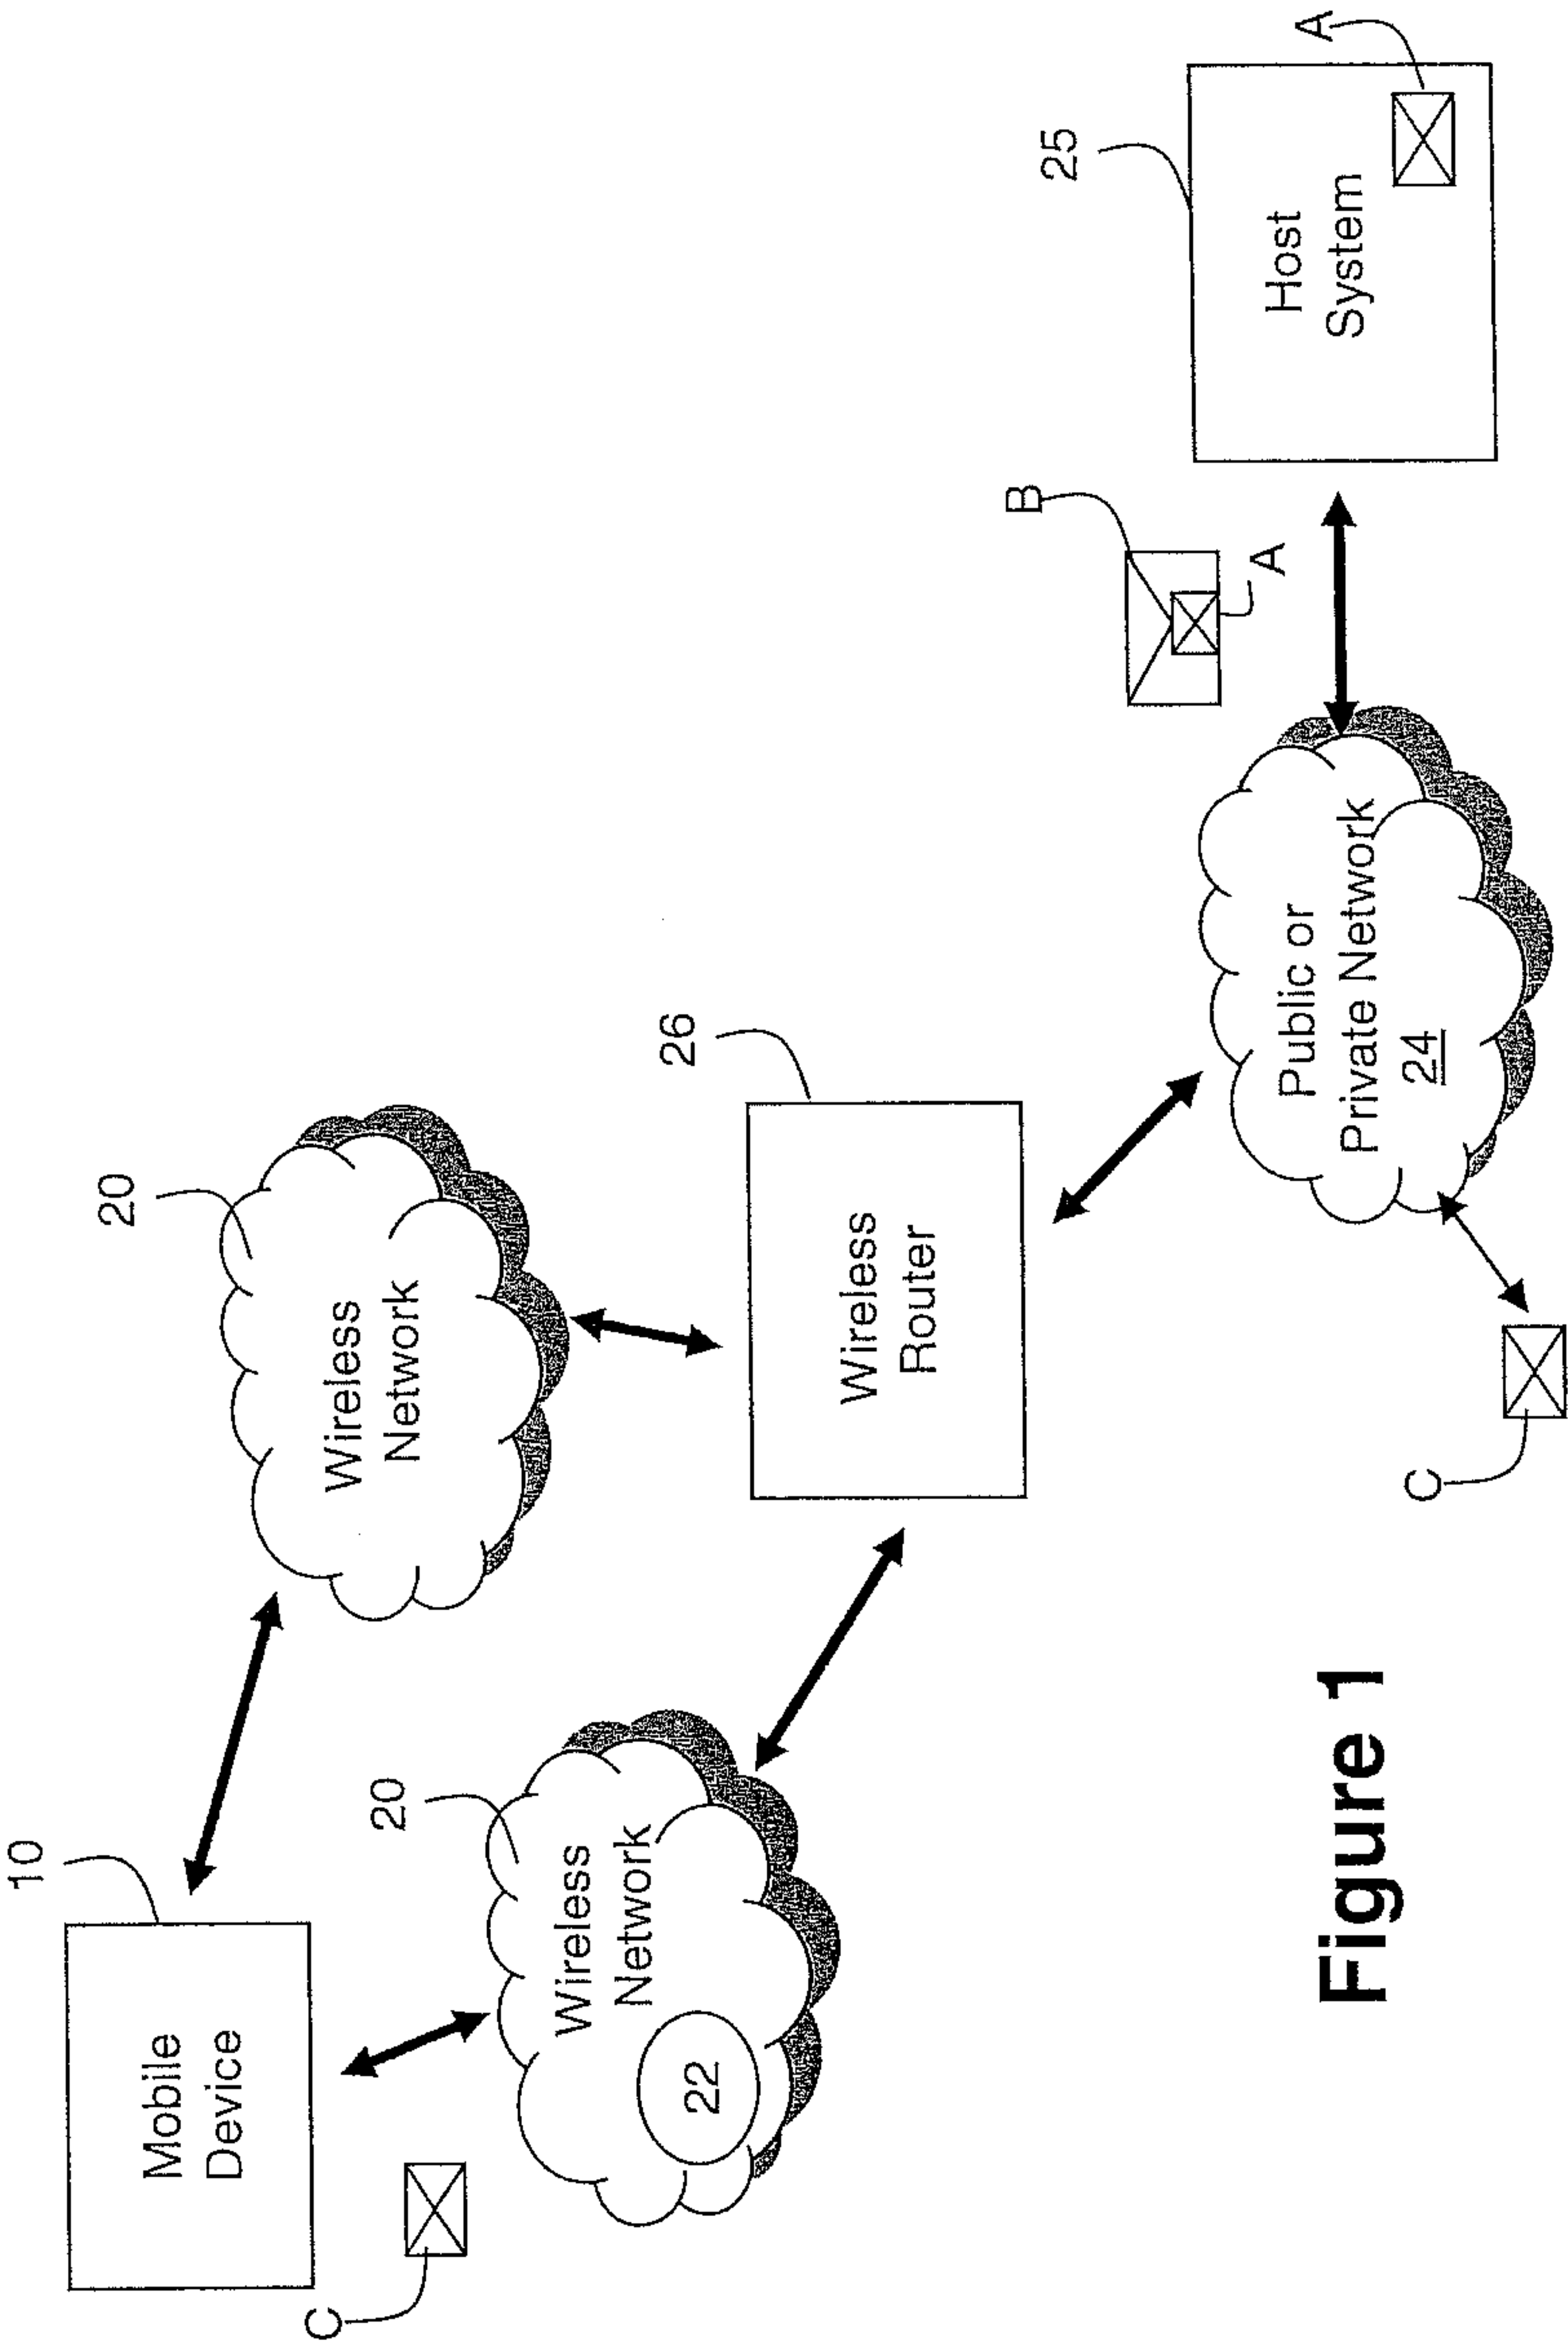 10
20
Mobile
Device
Wireless
Network
C
20
Wireless
Network
22
26
Wireless
Router
B
A
25
Host
System
A
Public or
Private Network
24
C
Figure 1